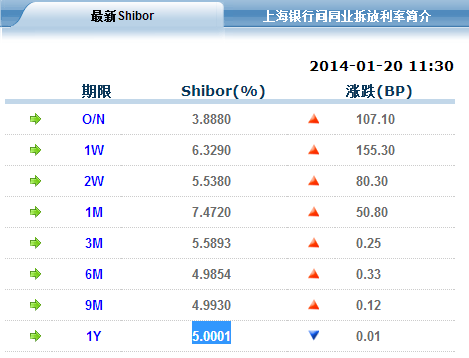 最新Shibor 上海银行间同业拆放利率简介
2014-01-20 11:30
期限 Shibor(%) 涨跌(BP)
O/N 3.8880 107.10
1W 6.3290 155.30
2W 5.5380 80.30
1M 7.4720 50.80
3M 5.5893 0.25
6M 4.9854 0.33
9M 4.9930 0.12
1Y 5.0001 0.01